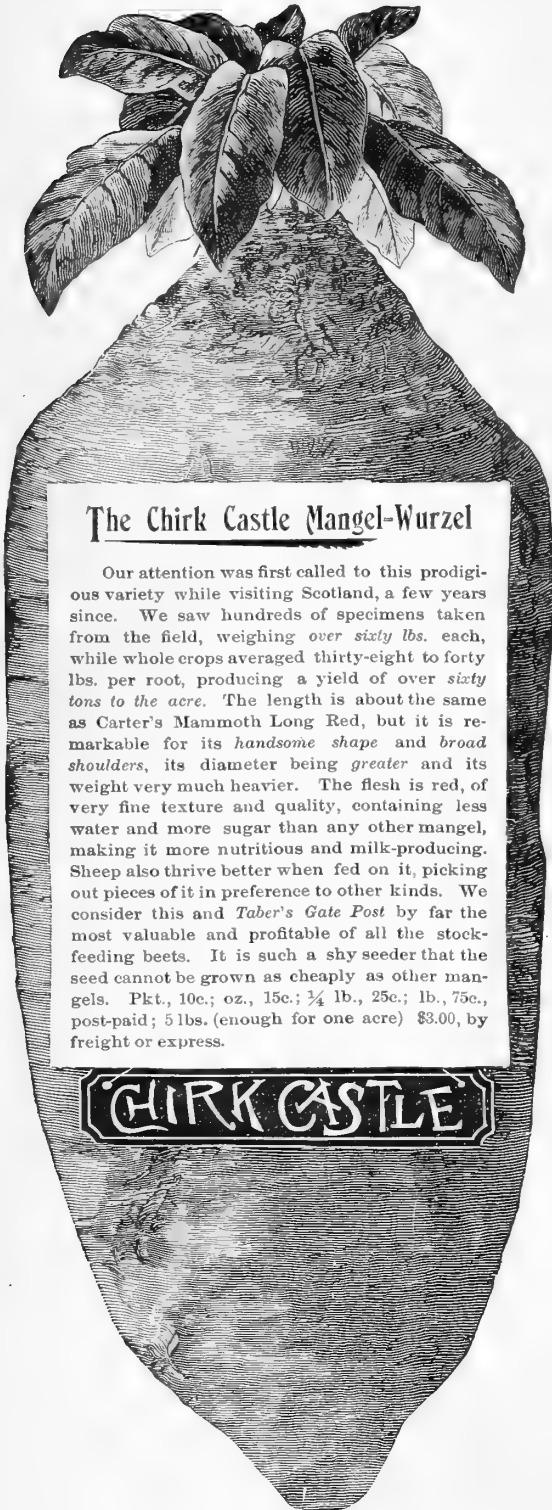 The Chirk Castle Mangel-Wurzel
Our attention was first called to this prodigi-
ous variety while visiting Scotland, a few years
since. We saw hundreds of specimens taken
from the field, weighing over sixty lbs. each,
while whole crops averaged thirty-eight to forty
lbs. per root, producing a yield of over sixty
tons to the acre. The length is about the same
as Carter's Mammoth Long Red, but it is re-
markable for its handsome shape and broad
shoulders, its diameter being greater and its
weight very much heavier. The flesh is red, of
very fine texture and quality, containing less
water and more sugar than any other mangel,
making it more nutritious and milk-producing.
Sheep also thrive better when fed on it, picking
out pieces of it in preference to other kinds. We
consider this and Taber's Gate Post by far the
most valuable and profitable of all the stock-
feeding beets. It is such a shy seeder that the
seed cannot be grown as cheaply as other man-
gels. Pkt., 10c.; oz., 15c.; ¼ lb., 25c.; lb., 75c.,
post-paid; 5 lbs. (enough for one acre) $3.00, by
freight or express.
CHIRK CASTLE